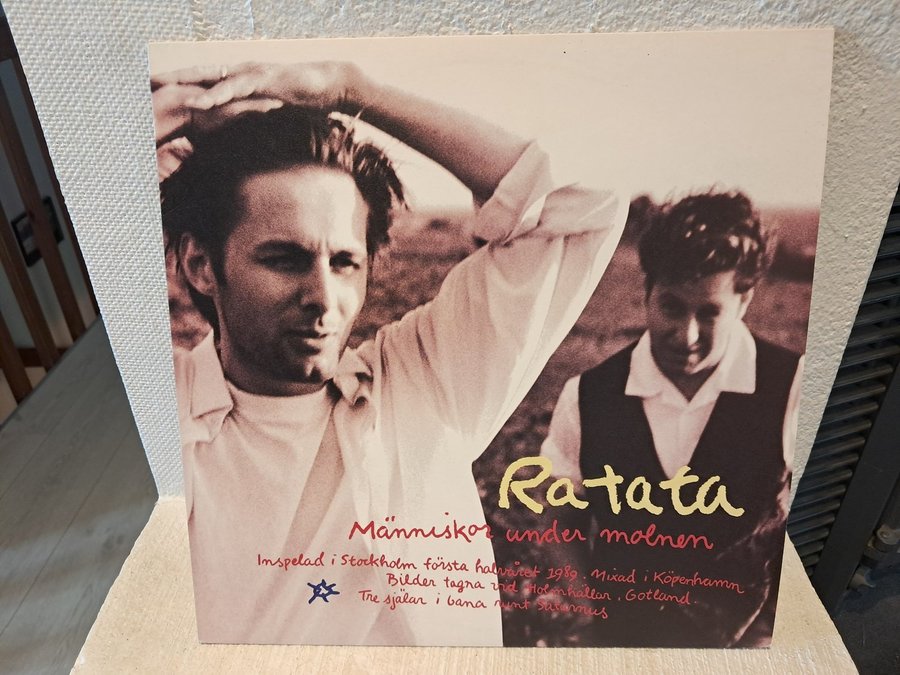 Ratata
Människor under molnen
Inspelad i Stockholm första halvåret 1989. Mixad i Köpenhamn
Bilder tagna vid Holmhällar, Gotland.
Tre själar i bana runt Saturnus